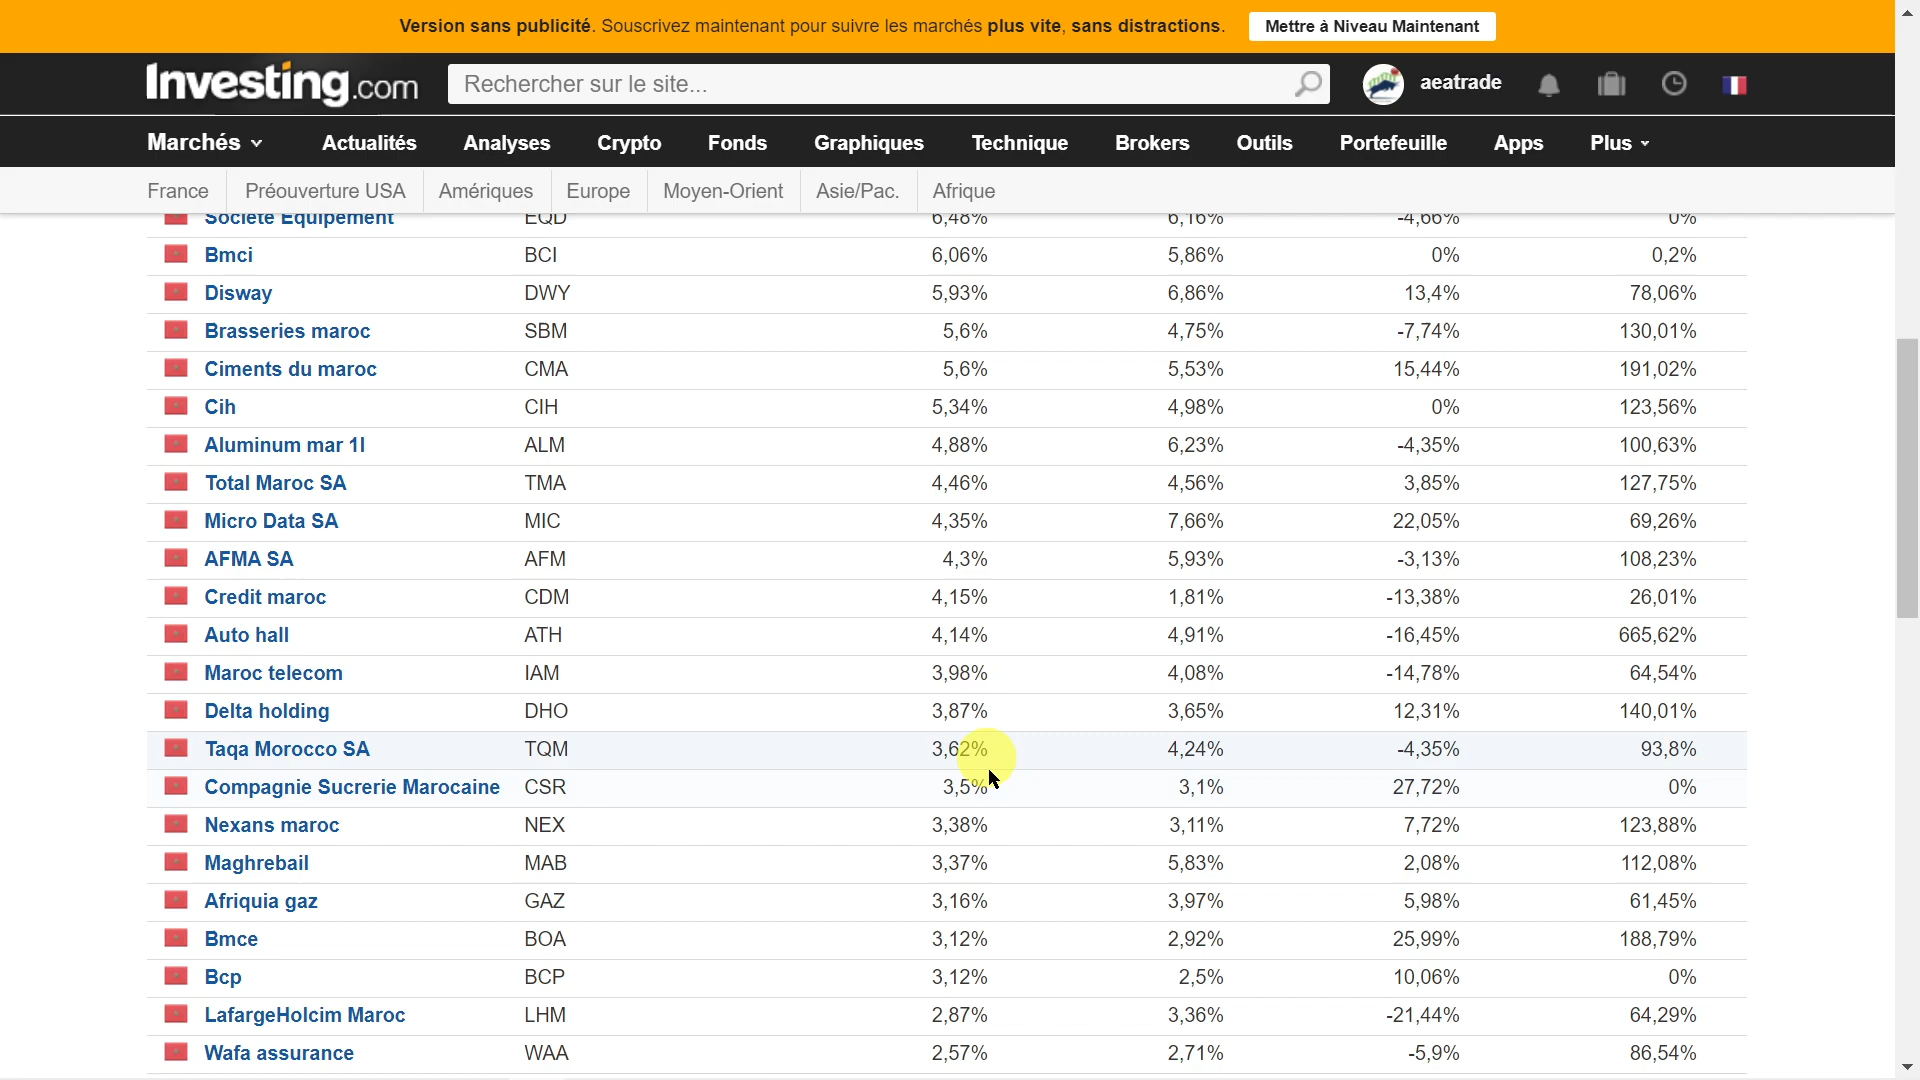 Version sans publicité. Souscrivez maintenant pour suivre les marchés plus vite, sans distractions. Mettre à Niveau Maintenant
Investing.com Rechercher sur le site... aeatrade
Marchés Actualités Analyses Crypto Fonds Graphiques Technique Brokers Outils Portefeuille Apps Plus
France Préouverture USA Amériques Europe Moyen-Orient Asie/Pac. Afrique
Societe Equipement EQD 6,48% 6,16% -4,66% 0%
Bmci BCI 6,06% 5,86% 0% 0,2%
Disway DWY 5,93% 6,86% 13,4% 78,06%
Brasseries maroc SBM 5,6% 4,75% -7,74% 130,01%
Ciments du maroc CMA 5,6% 5,53% 15,44% 191,02%
Cih CIH 5,34% 4,98% 0% 123,56%
Aluminum mar 1l ALM 4,88% 6,23% -4,35% 100,63%
Total Maroc SA TMA 4,46% 4,56% 3,85% 127,75%
Micro Data SA MIC 4,35% 7,66% 22,05% 69,26%
AFMA SA AFM 4,3% 5,93% -3,13% 108,23%
Credit maroc CDM 4,15% 1,81% -13,38% 26,01%
Auto hall ATH 4,14% 4,91% -16,45% 665,62%
Maroc telecom IAM 3,98% 4,08% -14,78% 64,54%
Delta holding DHO 3,87% 3,65% 12,31% 140,01%
Taqa Morocco SA TQM 3,62% 4,24% -4,35% 93,8%
Compagnie Sucrerie Marocaine CSR 3,5% 3,1% 27,72% 0%
Nexans maroc NEX 3,38% 3,11% 7,72% 123,88%
Maghrebail MAB 3,37% 5,83% 2,08% 112,08%
Afriquia gaz GAZ 3,16% 3,97% 5,98% 61,45%
Bmce BOA 3,12% 2,92% 25,99% 188,79%
Bcp BCP 3,12% 2,5% 10,06% 0%
LafargeHolcim Maroc LHM 2,87% 3,36% -21,44% 64,29%
Wafa assurance WAA 2,57% 2,71% -5,9% 86,54%